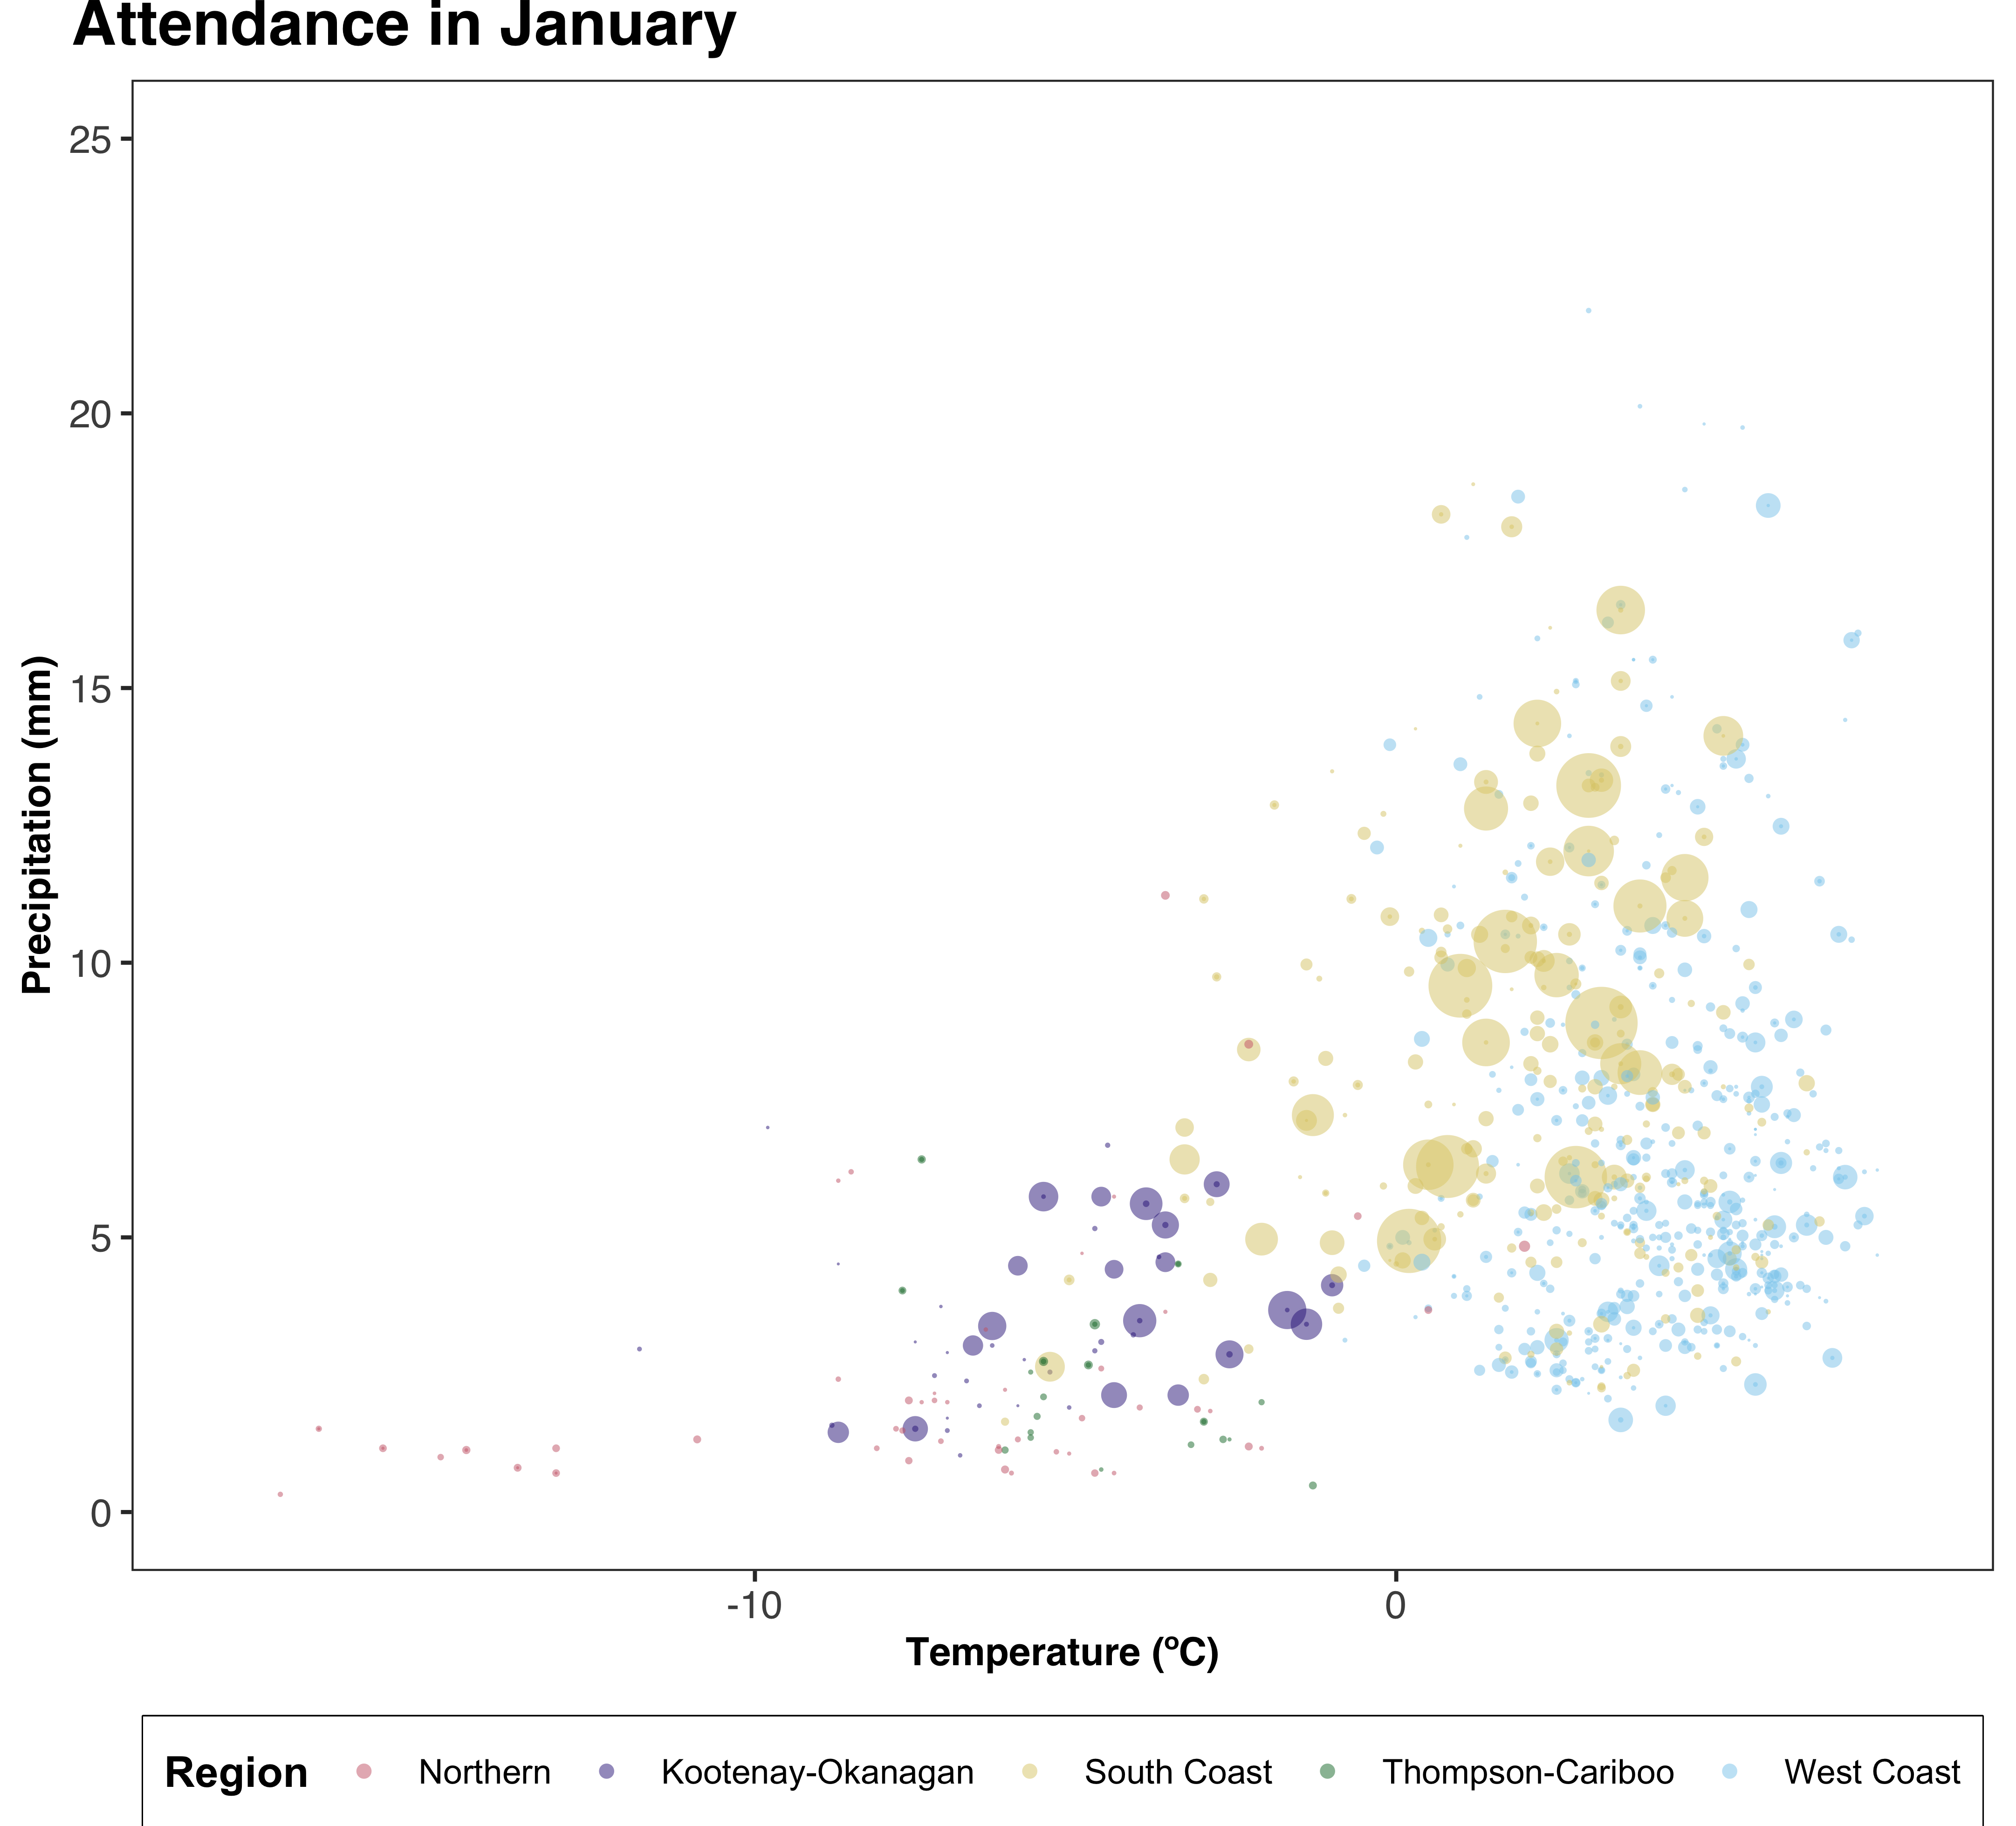 Attendance in January
25
20
15
10
5
0
Precipitation (mm)
-10 0
Temperature (ºC)
Region Northern Kootenay-Okanagan South Coast Thompson-Cariboo West Coast